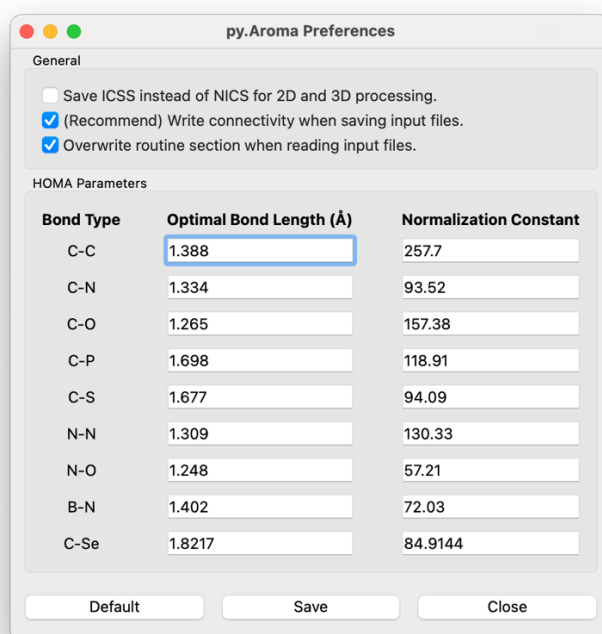 py.Aroma Preferences
General
Save ICSS instead of NICS for 2D and 3D processing.
(Recommend) Write connectivity when saving input files.
Overwrite routine section when reading input files.
HOMA Parameters
Bond Type Optimal Bond Length (Å) Normalization Constant
C-C 1.388 257.7
C-N 1.334 93.52
C-O 1.265 157.38
C-P 1.698 118.91
C-S 1.677 94.09
N-N 1.309 130.33
N-O 1.248 57.21
B-N 1.402 72.03
C-Se 1.8217 84.9144
Default Save Close